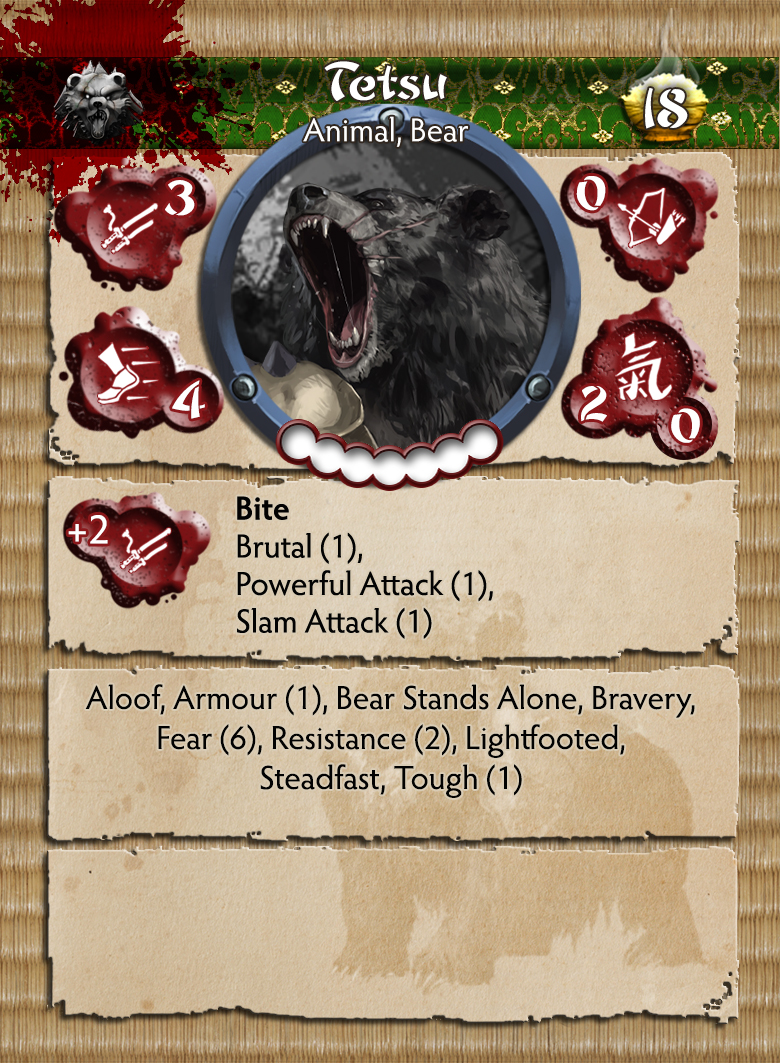 Tetsu
18
Animal, Bear
3
0
4
氣
2
0
+2
Bite
Brutal (1),
Powerful Attack (1),
Slam Attack (1)
Aloof, Armour (1), Bear Stands Alone, Bravery,
Fear (6), Resistance (2), Lightfooted,
Steadfast, Tough (1)